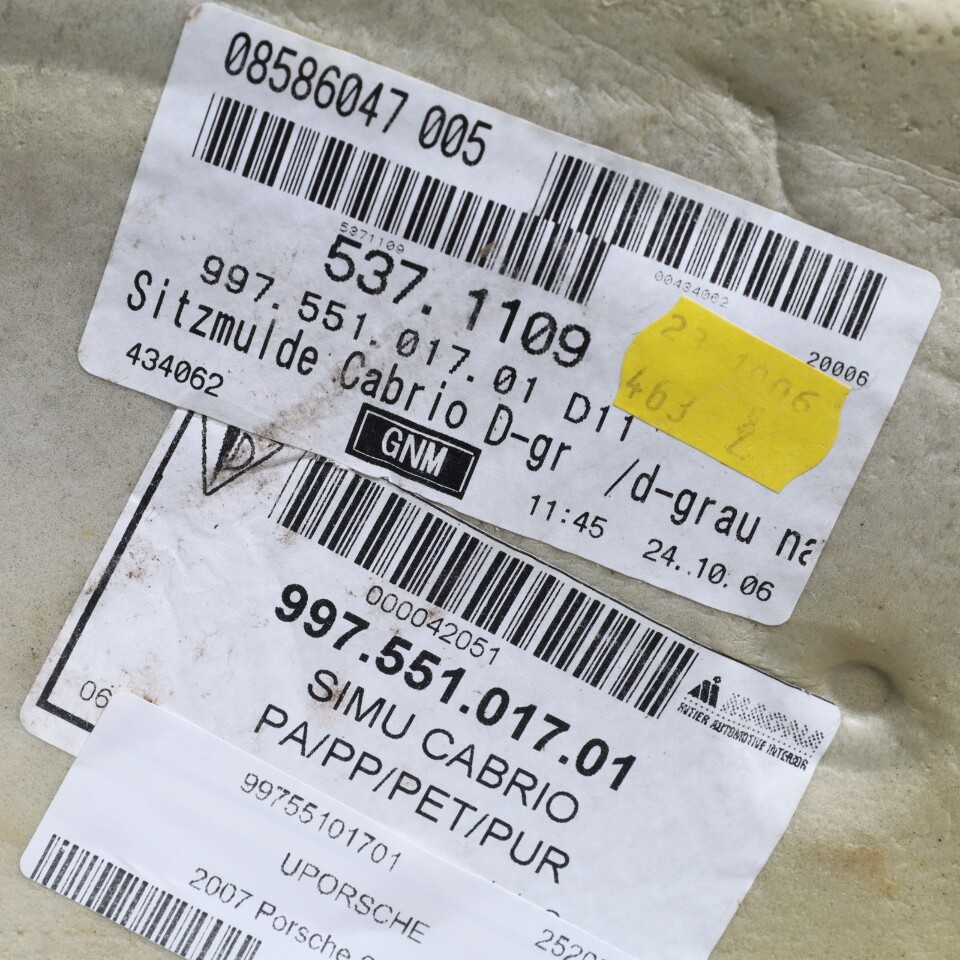 08586047 005
5371109
00434062
537.1109
20006
997.551.017.01 D11
Sitzmulde Cabrio D-gr /d-grau na
434062
GNM
11:45 24.10.06
463
000042051
997.551.017.01
SIMU CABRIO
PA/PP/PET/PUR
AUTOMOTIVE INTERIOR
06
99755101701
UPORSCHE
2520
2007 Porsche